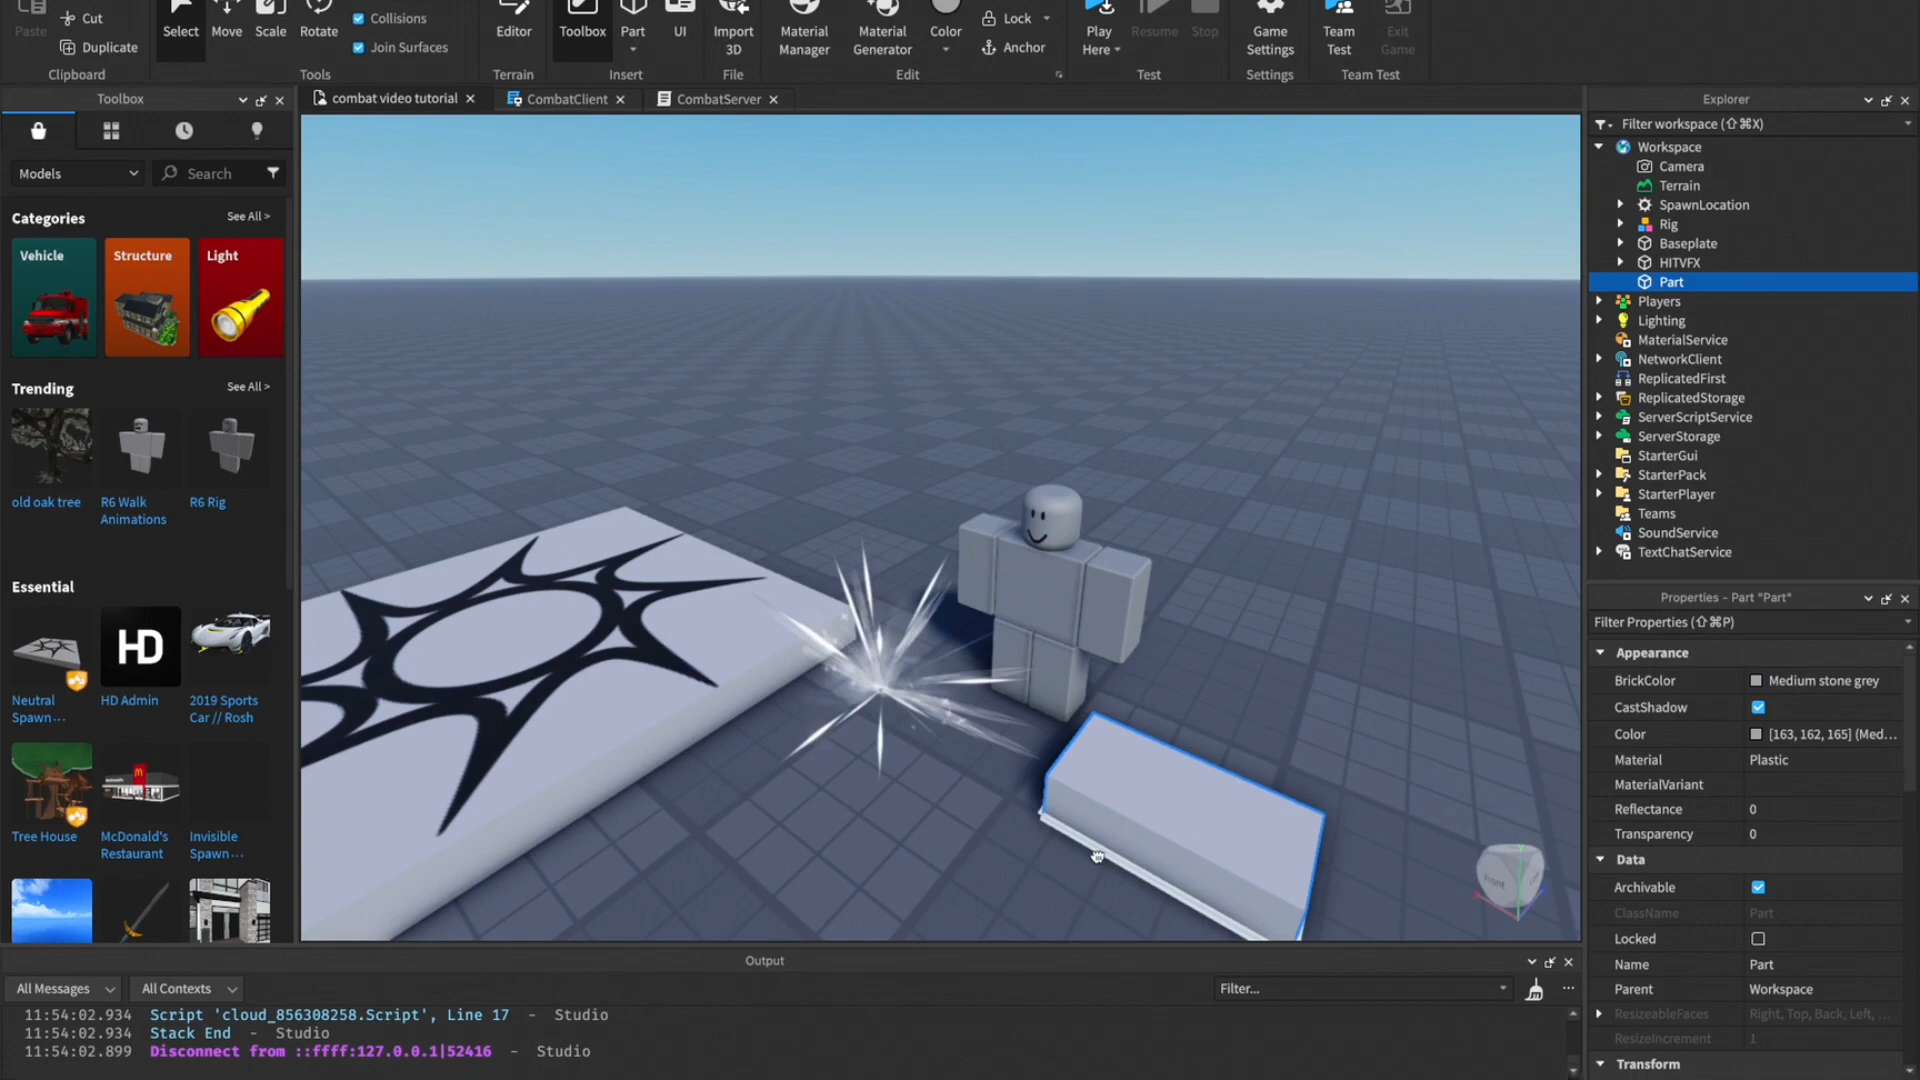 Paste
Cut
Duplicate
Clipboard
Select
Move
Scale
Rotate
Collisions
Join Surfaces
Tools
Editor
Terrain
Toolbox
Part
UI
Insert
Import
3D
File
Material
Manager
Material
Generator
Color
Lock
Anchor
Edit
Play
Here
Resume
Stop
Test
Game
Settings
Settings
Team
Test
Exit
Game
Team Test
Toolbox
Models
Search
Categories
See All >
Vehicle
Structure
Light
Trending
See All >
old oak tree
R6 Walk
Animations
R6 Rig
Essential
HD
Neutral
Spawn...
HD Admin
2019 Sports
Car // Rosh
Tree House
McDonald's
Restaurant
Invisible
Spawn...
combat video tutorial
CombatClient
CombatServer
Front
Explorer
Filter workspace (⇧⌘X)
Workspace
Camera
Terrain
SpawnLocation
Rig
Baseplate
HITVFX
Part
Players
Lighting
MaterialService
NetworkClient
ReplicatedFirst
ReplicatedStorage
ServerScriptService
ServerStorage
StarterGui
StarterPack
StarterPlayer
Teams
SoundService
TextChatService
Properties - Part "Part"
Filter Properties (⇧⌘P)
Appearance
BrickColor Medium stone grey
CastShadow
Color [163, 162, 165] (Med...
Material Plastic
MaterialVariant
Reflectance 0
Transparency 0
Data
Archivable
ClassName Part
Locked
Name Part
Parent Workspace
ResizeableFaces Right, Top, Back, Left, ...
ResizeIncrement 1
Transform
Output
All Messages
All Contexts
Filter...
11:54:02.934 Script 'cloud_856308258.Script', Line 17 - Studio
11:54:02.934 Stack End - Studio
11:54:02.899 Disconnect from ::ffff:127.0.0.1|52416 - Studio